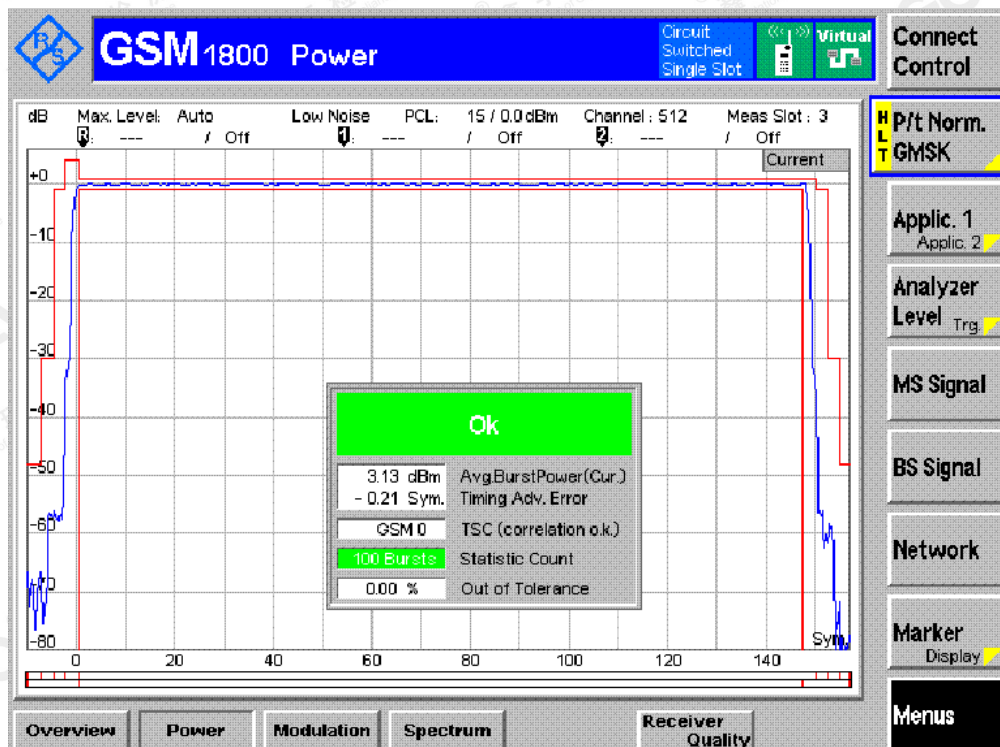 R/S
GSM 1800 Power
Circuit Switched Single Slot
Virtual
Connect Control
dB Max. Level: Auto Low Noise PCL: 15 / 0.0 dBm Channel : 512 Meas Slot : 3
R: --- / Off 1: --- / Off 2: --- / Off
Current
+0
-10
-20
-30
-40
-50
-60
-70
-80
0 20 40 60 80 100 120 140
Sym.
Ok
3.13 dBm Avg.BurstPower(Cur.)
- 0.21 Sym. Timing Adv. Error
GSM 0 TSC (correlation o.k.)
100 Bursts Statistic Count
0.00 % Out of Tolerance
HLT
P/t Norm. GMSK
Applic. 1
Applic. 2
Analyzer Level Trg.
MS Signal
BS Signal
Network
Marker
Display
Menus
Overview Power Modulation Spectrum Receiver Quality